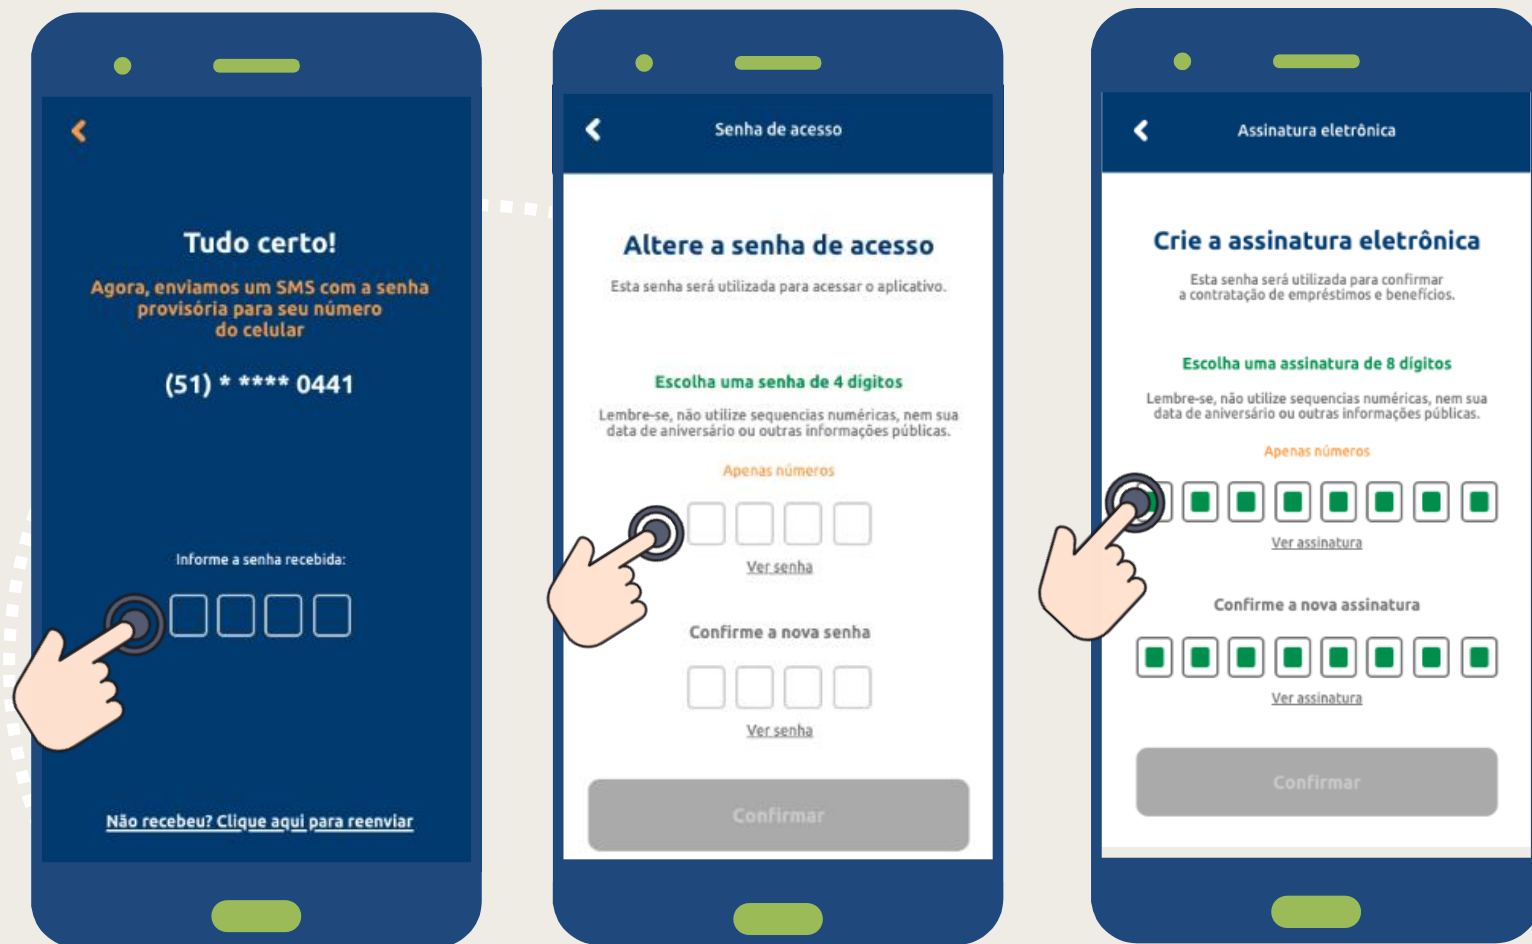 Tudo certo!
Agora, enviamos um SMS com a senha
provisória para seu número
do celular
(51) * **** 0441
Informe a senha recebida:
Não recebeu? Clique aqui para reenviar
Senha de acesso
Altere a senha de acesso
Esta senha será utilizada para acessar o aplicativo.
Escolha uma senha de 4 dígitos
Lembre-se, não utilize sequencias numéricas, nem sua
data de aniversário ou outras informações públicas.
Apenas números
Ver senha
Confirme a nova senha
Ver senha
Confirmar
Assinatura eletrônica
Crie a assinatura eletrônica
Esta senha será utilizada para confirmar
a contratação de empréstimos e benefícios.
Escolha uma assinatura de 8 dígitos
Lembre-se, não utilize sequencias numéricas, nem sua
data de aniversário ou outras informações públicas.
Apenas números
Ver assinatura
Confirme a nova assinatura
Ver assinatura
Confirmar